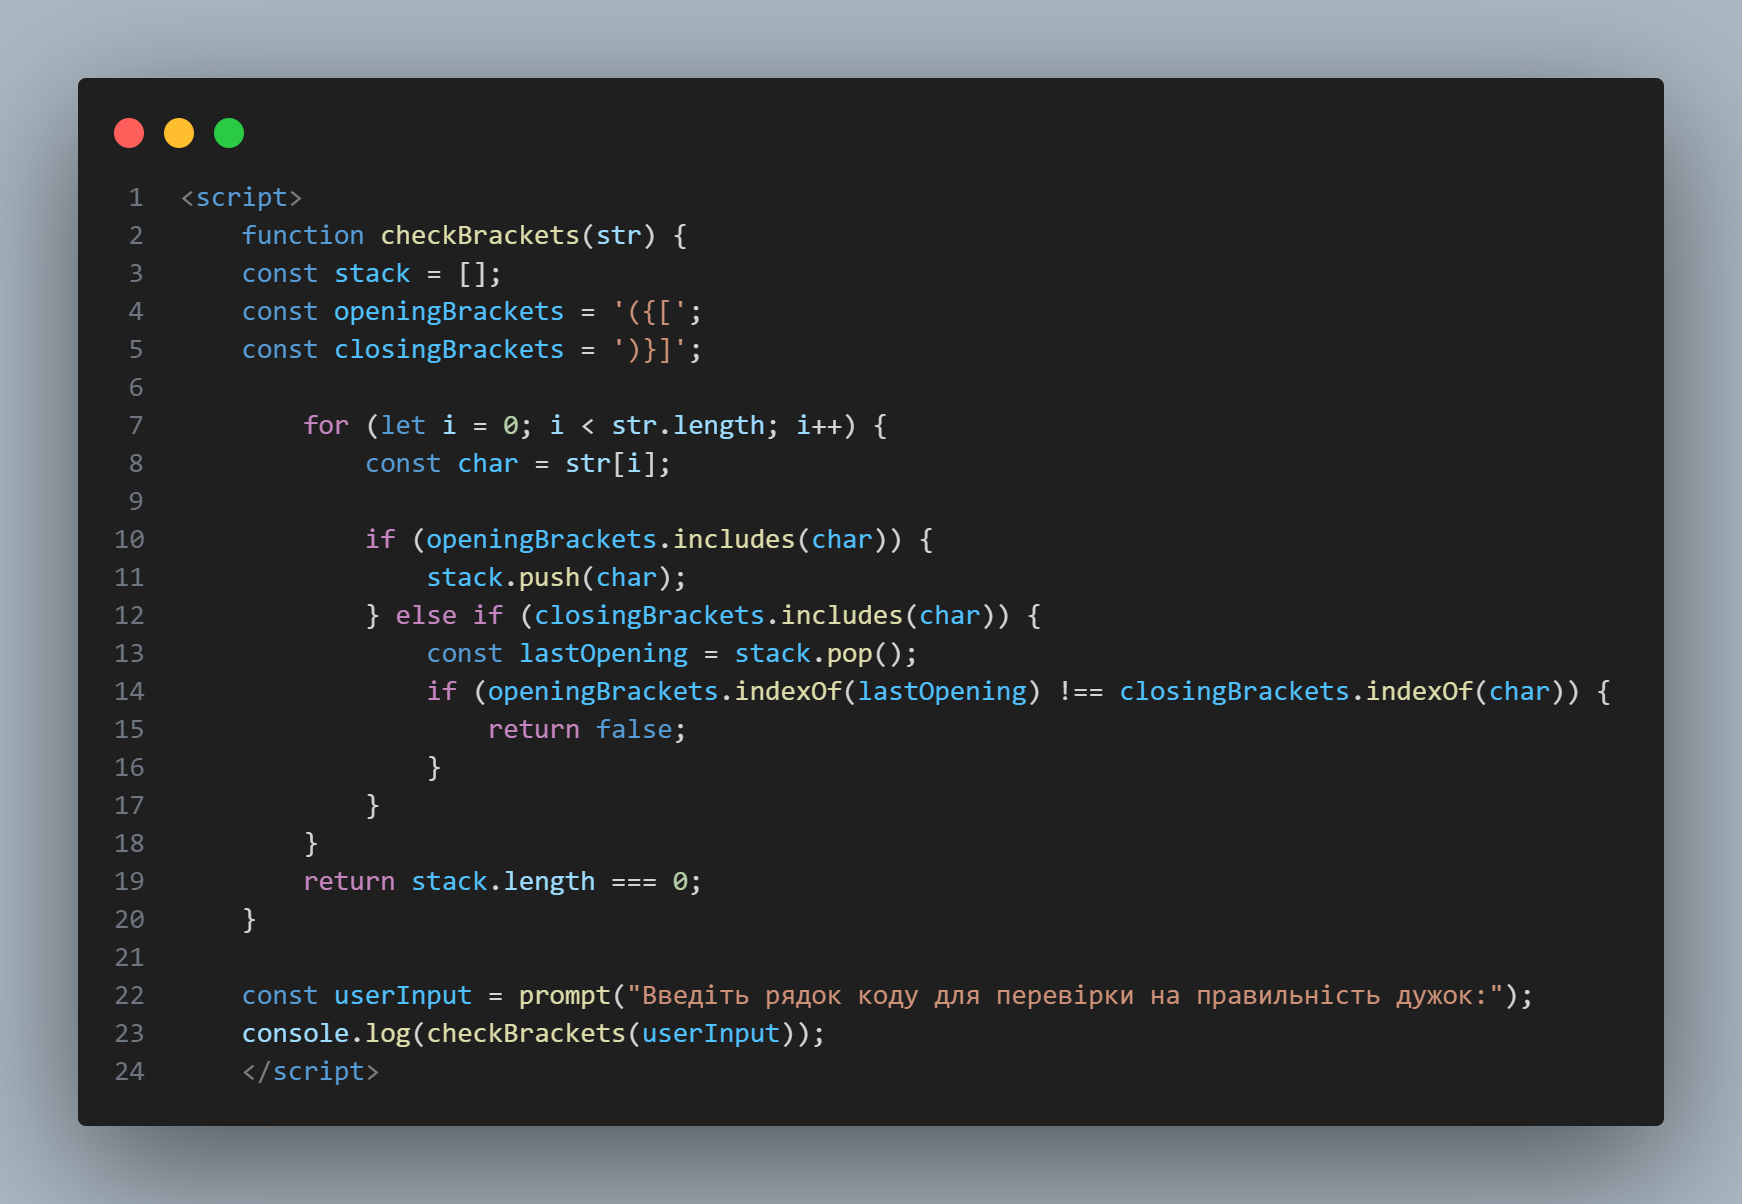 1 <script>
2     function checkBrackets(str) {
3     const stack = [];
4     const openingBrackets = '({[';
5     const closingBrackets = ')}]';
6
7         for (let i = 0; i < str.length; i++) {
8             const char = str[i];
9
10             if (openingBrackets.includes(char)) {
11                 stack.push(char);
12             } else if (closingBrackets.includes(char)) {
13                 const lastOpening = stack.pop();
14                 if (openingBrackets.indexOf(lastOpening) !== closingBrackets.indexOf(char)) {
15                     return false;
16                 }
17             }
18         }
19         return stack.length === 0;
20     }
21
22     const userInput = prompt("Введіть рядок коду для перевірки на правильність дужок:");
23     console.log(checkBrackets(userInput));
24     </script>